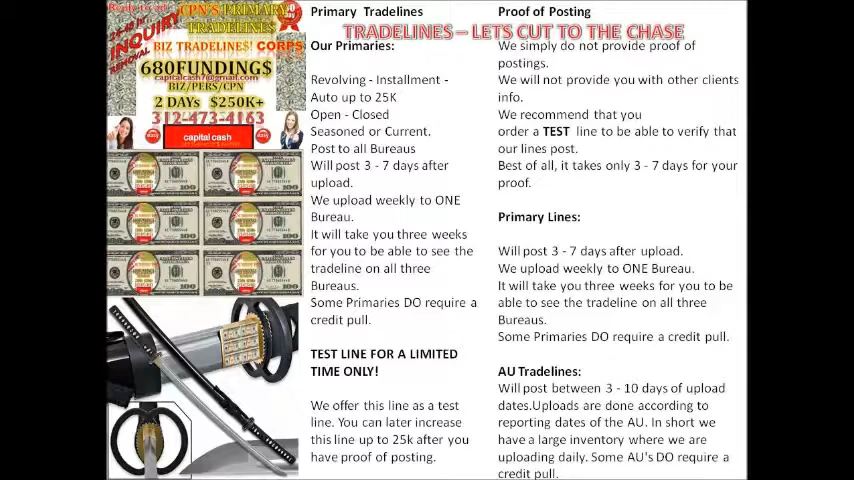 Ready to add
CPN'S PRIMARY
TRADELINES
24-48 hr
INQUIRY
REMOVAL
BIZ TRADELINES! CORPS
680FUNDING$
capitalcash7@gmail.com
BIZ/PERS/CPN
2 DAYs $250K+
312-473-4163
capital cash
TRADELINES – LETS CUT TO THE CHASE
Primary Tradelines
Our Primaries:
Revolving - Installment -
Auto up to 25K
Open - Closed
Seasoned or Current.
Post to all Bureaus
Will post 3 - 7 days after
upload.
We upload weekly to ONE
Bureau.
It will take you three weeks
for you to be able to see the
tradeline on all three
Bureaus.
Some Primaries DO require a
credit pull.
TEST LINE FOR A LIMITED
TIME ONLY!
We offer this line as a test
line. You can later increase
this line up to 25k after you
have proof of posting.
Proof of Posting
We simply do not provide proof of
postings.
We will not provide you with other clients
info.
We recommend that you
order a TEST line to be able to verify that
our lines post.
Best of all, it takes only 3 - 7 days for your
proof.
Primary Lines:
Will post 3 - 7 days after upload.
We upload weekly to ONE Bureau.
It will take you three weeks for you to be
able to see the tradeline on all three
Bureaus.
Some Primaries DO require a credit pull.
AU Tradelines:
Will post between 3 - 10 days of upload
dates.Uploads are done according to
reporting dates of the AU. In short we
have a large inventory where we are
uploading daily. Some AU's DO require a
credit pull.